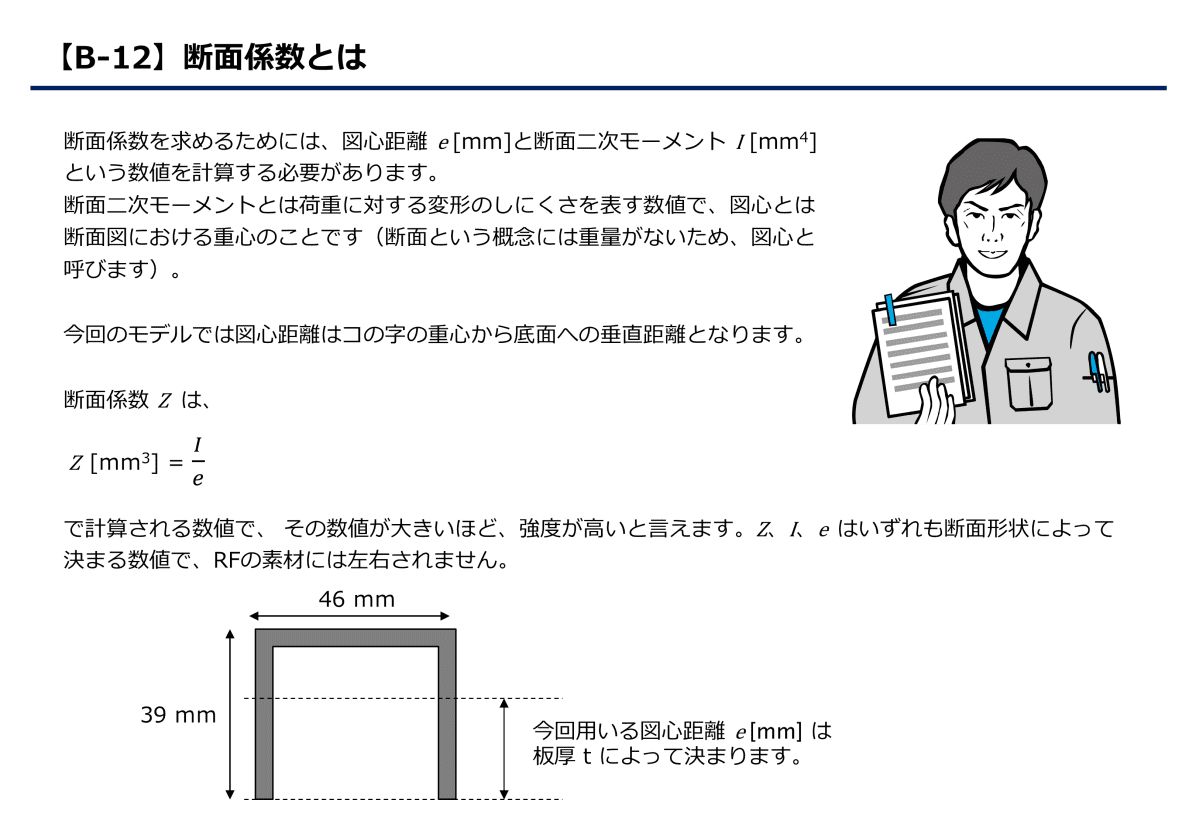 【B-12】断面係数とは
断面係数を求めるためには、図心距離 e [mm]と断面二次モーメント I [mm⁴]
という数値を計算する必要があります。
断面二次モーメントとは荷重に対する変形のしにくさを表す数値で、図心とは
断面図における重心のことです（断面という概念には重量がないため、図心と
呼びます）。
今回のモデルでは図心距離はコの字の重心から底面への垂直距離となります。
断面係数 Z は、
Z [mm³] = I/e
で計算される数値で、 その数値が大きいほど、強度が高いと言えます。Z、I、e はいずれも断面形状によって
決まる数値で、RFの素材には左右されません。
46 mm
39 mm
今回用いる図心距離 e [mm] は
板厚 t によって決まります。